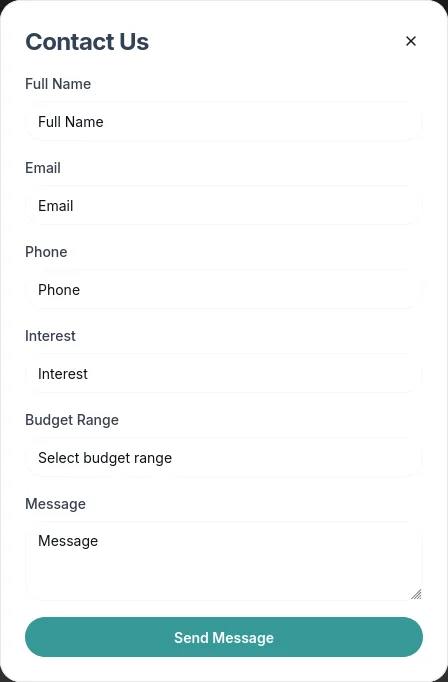 Contact Us
Full Name
Full Name
Email
Email
Phone
Phone
Interest
Interest
Budget Range
Select budget range
Message
Message
Send Message